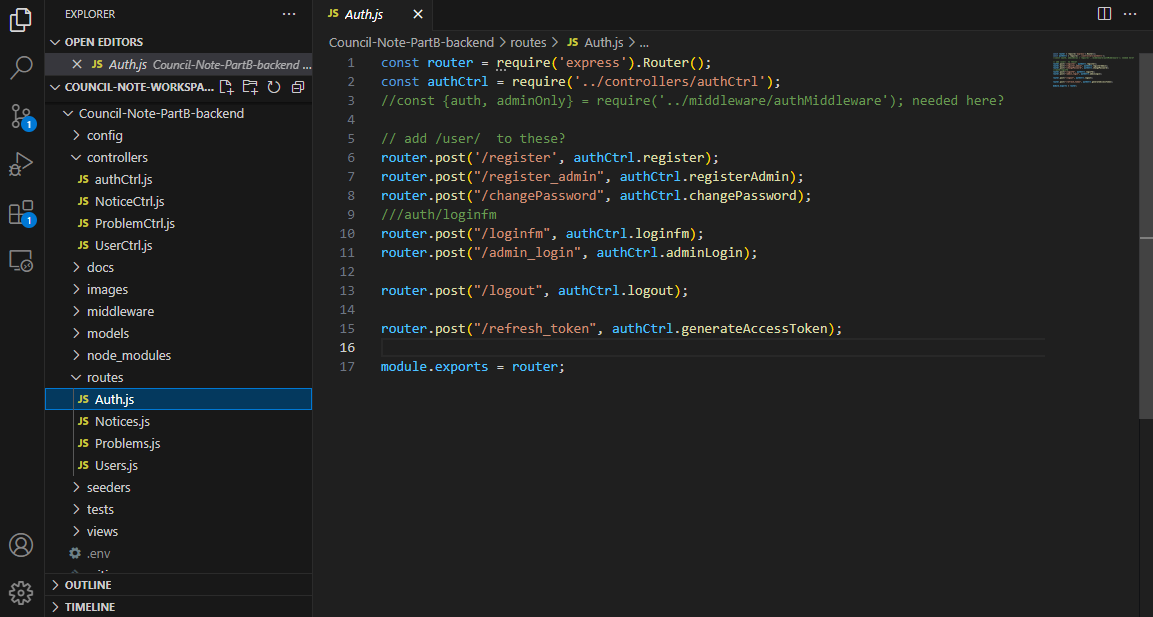 EXPLORER
OPEN EDITORS
JS Auth.js Council-Note-PartB-backend ...
COUNCIL-NOTE-WORKSPA...
Council-Note-PartB-backend
config
controllers
JS authCtrl.js
JS NoticeCtrl.js
JS ProblemCtrl.js
JS UserCtrl.js
docs
images
middleware
models
node_modules
routes
JS Auth.js
JS Notices.js
JS Problems.js
JS Users.js
seeders
tests
views
.env
OUTLINE
TIMELINE
1
1
JS Auth.js
Council-Note-PartB-backend > routes > JS Auth.js > ...
1 const router = require('express').Router();
2 const authCtrl = require('../controllers/authCtrl');
3 //const {auth, adminOnly} = require('../middleware/authMiddleware'); needed here?
4
5 // add /user/  to these?
6 router.post('/register', authCtrl.register);
7 router.post("/register_admin", authCtrl.registerAdmin);
8 router.post("/changePassword", authCtrl.changePassword);
9 ///auth/loginfm
10 router.post("/loginfm", authCtrl.loginfm);
11 router.post("/admin_login", authCtrl.adminLogin);
12
13 router.post("/logout", authCtrl.logout);
14
15 router.post("/refresh_token", authCtrl.generateAccessToken);
16
17 module.exports = router;